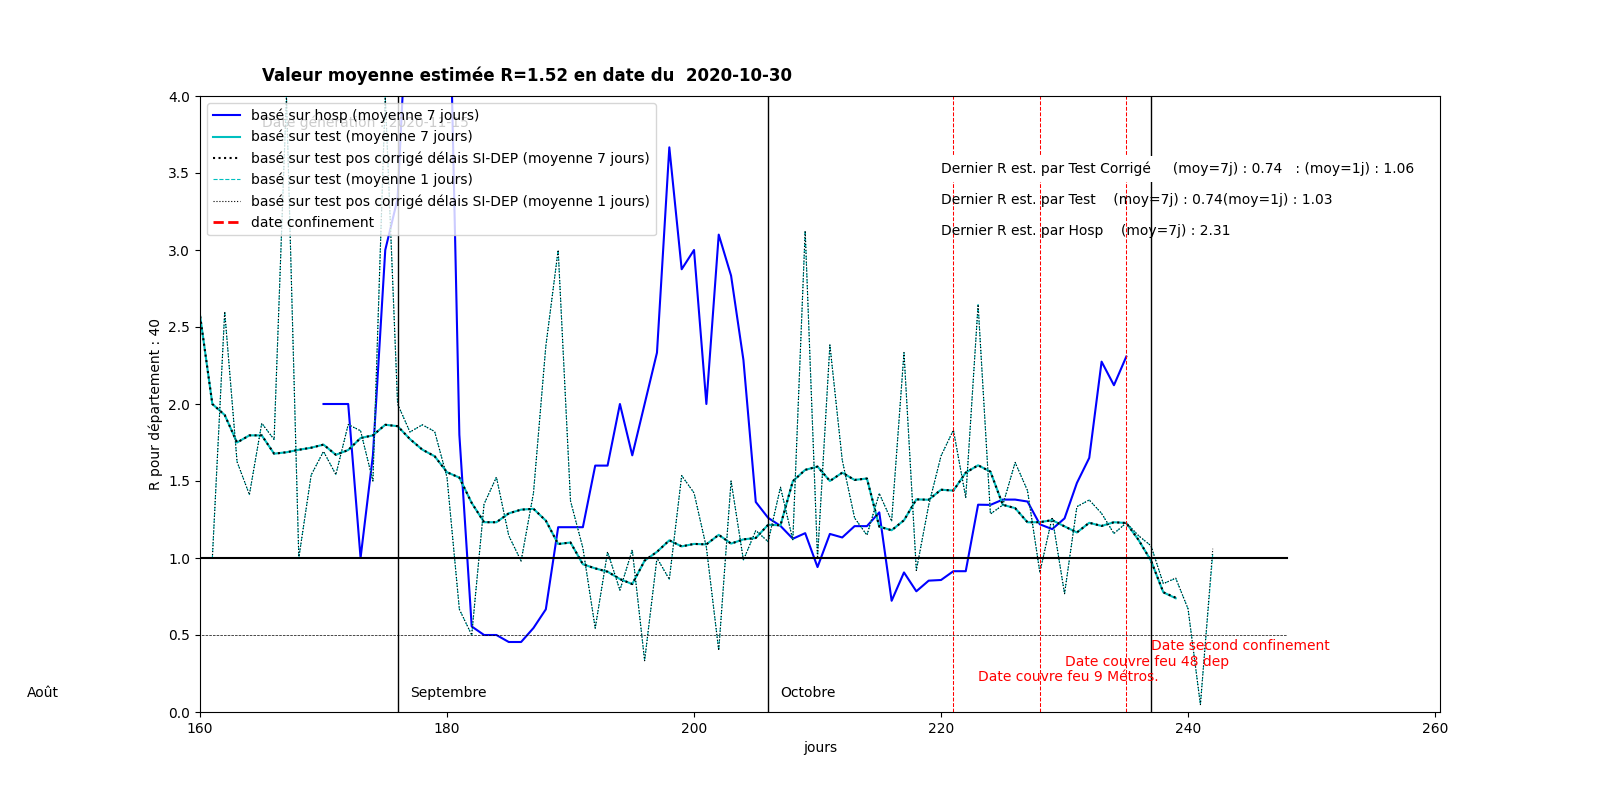 Valeur moyenne estimée R=1.52 en date du  2020-10-30
4.0
3.5
3.0
2.5
2.0
1.5
1.0
0.5
0.0
R pour département : 40
basé sur hosp (moyenne 7 jours)
basé sur test (moyenne 7 jours)
basé sur test pos corrigé délais SI-DEP (moyenne 7 jours)
basé sur test (moyenne 1 jours)
basé sur test pos corrigé délais SI-DEP (moyenne 1 jours)
date confinement
Dernier R est. par Test Corrigé     (moy=7j) : 0.74   : (moy=1j) : 1.06
Dernier R est. par Test    (moy=7j) : 0.74(moy=1j) : 1.03
Dernier R est. par Hosp    (moy=7j) : 2.31
Date second confinement
Date couvre feu 48 dep
Date couvre feu 9 Métros.
Août
Septembre
Octobre
160
180
200
220
240
260
jours